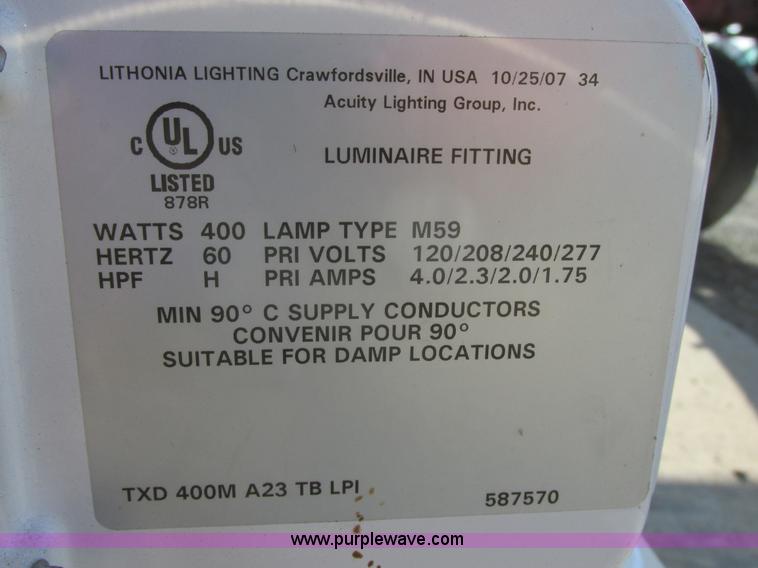 LITHONIA LIGHTING Crawfordsville, IN USA 10/25/07 34
Acuity Lighting Group, Inc.
C UL US
LISTED
878R
LUMINAIRE FITTING
WATTS 400 LAMP TYPE M59
HERTZ 60 PRI VOLTS 120/208/240/277
HPF H PRI AMPS 4.0/2.3/2.0/1.75
MIN 90° C SUPPLY CONDUCTORS
CONVENIR POUR 90°
SUITABLE FOR DAMP LOCATIONS
TXD 400M A23 TB LPI
587570
www.purplewave.com